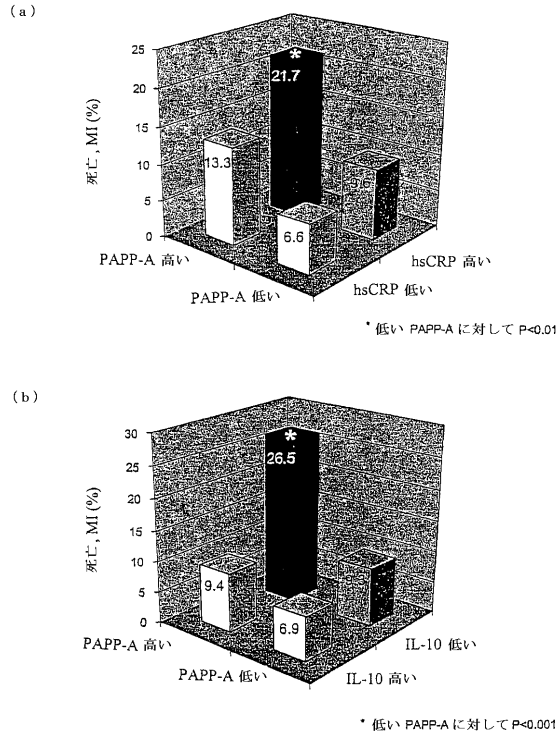 (a)
死亡, MI (%)
25
20
15
10
5
0
*
21.7
13.3
6.6
PAPP-A 高い
PAPP-A 低い
hsCRP 高い
hsCRP 低い
* 低い PAPP-A に対して P<0.01
(b)
死亡, MI (%)
30
25
20
15
10
5
0
*
26.5
9.4
6.9
PAPP-A 高い
PAPP-A 低い
IL-10 低い
IL-10 高い
* 低い PAPP-A に対して P<0.001